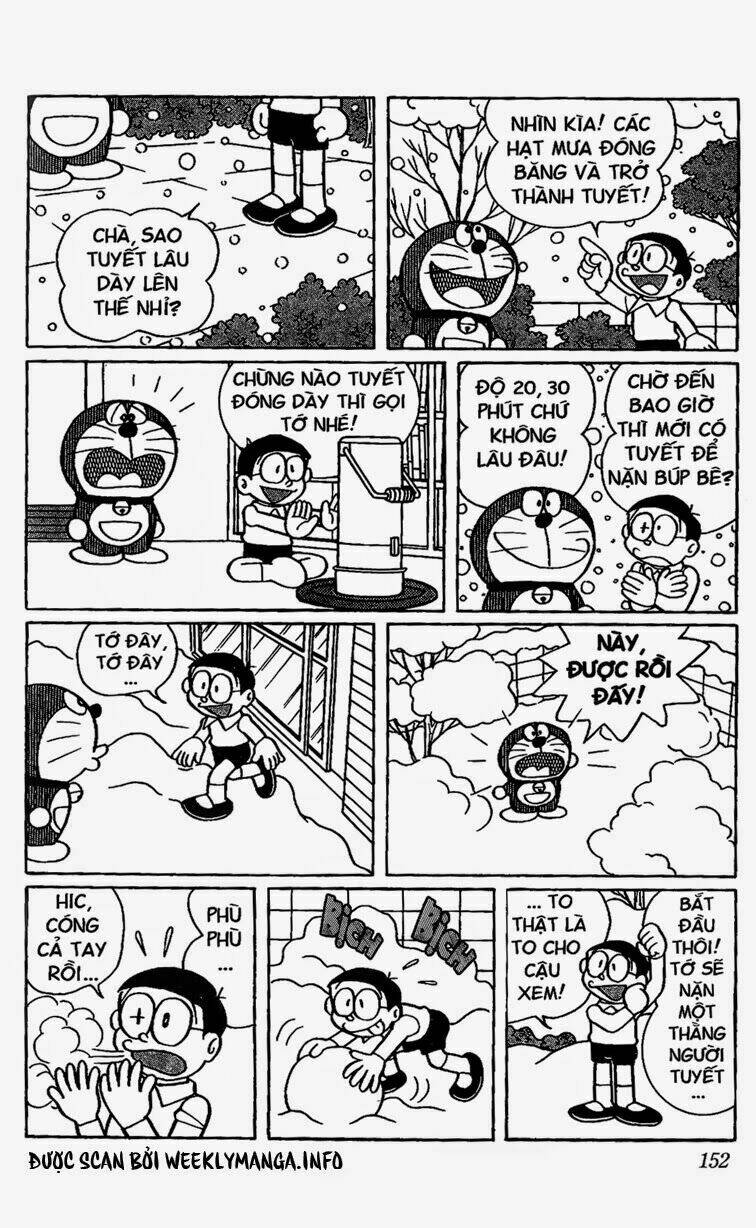 NHÌN KÌA! CÁC
HẠT MƯA ĐÓNG
BĂNG VÀ TRỞ
THÀNH TUYẾT!
CHÀ, SAO
TUYẾT LÂU
DÀY LÊN
THẾ NHỈ?
CHỜ ĐẾN
BAO GIỜ
THÌ MỚI CÓ
TUYẾT ĐỂ
NẶN BÚP BÊ?
ĐỘ 20, 30
PHÚT CHỨ
KHÔNG
LÂU ĐÂU!
CHỪNG NÀO TUYẾT
ĐÓNG DÀY THÌ GỌI
TỚ NHÉ!
NÀY,
ĐƯỢC RỒI
ĐẤY!
TỚ ĐÂY,
TỚ ĐÂY
...
BẮT
ĐẦU
THÔI!
TỚ SẼ
NẶN
MỘT
THẰNG
NGƯỜI
TUYẾT
...
... TO
THẬT LÀ
TO CHO
CẬU
XEM!
BỊCH
BỊCH
PHÙ
PHÙ
...
HIC,
CÓNG
CẢ TAY
RỒI...
ĐƯỢC SCAN BỞI WEEKLYMANGA.INFO
152